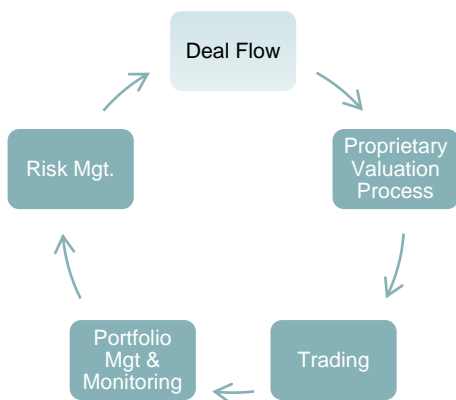 Deal Flow
Proprietary
Valuation
Process
Trading
Portfolio
Mgt &
Monitoring
Risk Mgt.